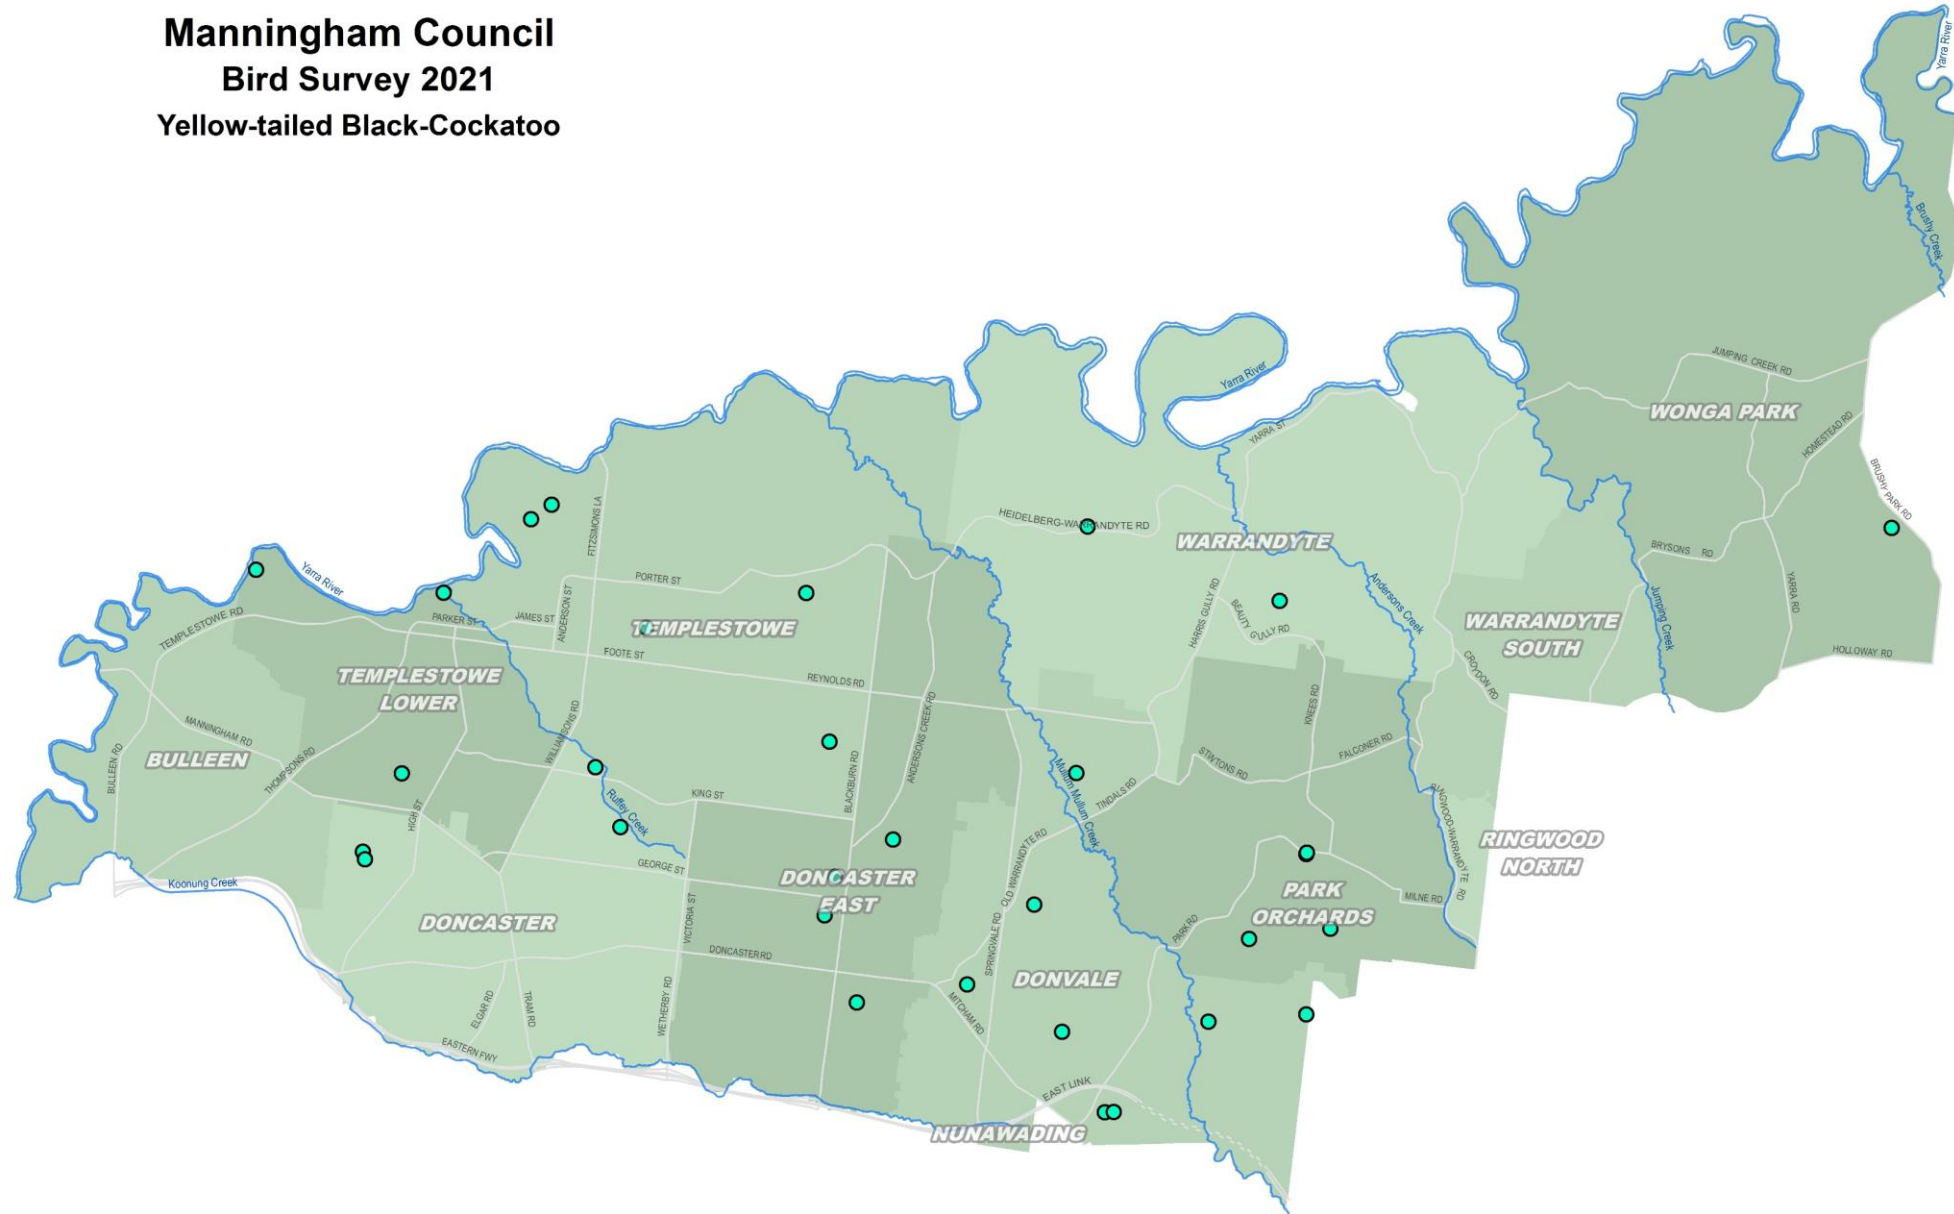 Manningham Council
Bird Survey 2021
Yellow-tailed Black-Cockatoo
Yarra River
Brushy Creek
JUMPING CREEK RD
WONGA PARK
HOMESTEAD RD
BRUSHY PARK RD
Yarra River
YARRA ST
HEIDELBERG-WARRANDYTE RD
WARRANDYTE
BRYSONS RD
FITZSIMONS LA
Yarra River
PORTER ST
ANDERSON ST
JAMES ST
PARKER ST
TEMPLESTOWE RD
TEMPLESTOWE
FOOTE ST
REYNOLDS RD
HARRIS GULLY RD
BEAUTY GULLY RD
Andersons Creek
WARRANDYTE
SOUTH
CROYDON RD
Jumping Creek
YARRA RD
HOLLOWAY RD
TEMPLESTOWE
LOWER
WILLIAMSONS RD
ANDERSONS CREEK RD
KNEES RD
MANNINGHAM RD
BULLEEN
BULLEEN RD
THOMPSONS RD
HIGH ST
Ruffey Creek
KING ST
BLACKBURN RD
Mullum Mullum Creek
TINDALS RD
STINTONS RD
FALCONER RD
RINGWOOD-WARRANDYTE RD
RINGWOOD
NORTH
Koonung Creek
GEORGE ST
DONCASTER
EAST
OLD WARRANDYTE RD
PARK
ORCHARDS
MILNE RD
DONCASTER
VICTORIA ST
DONCASTER RD
SPRINGVALE RD
PARK RD
DONVALE
ELGAR RD
TRAM RD
WETHERBY RD
MITCHAM RD
EASTERN FWY
EAST LINK
NUNAWADING